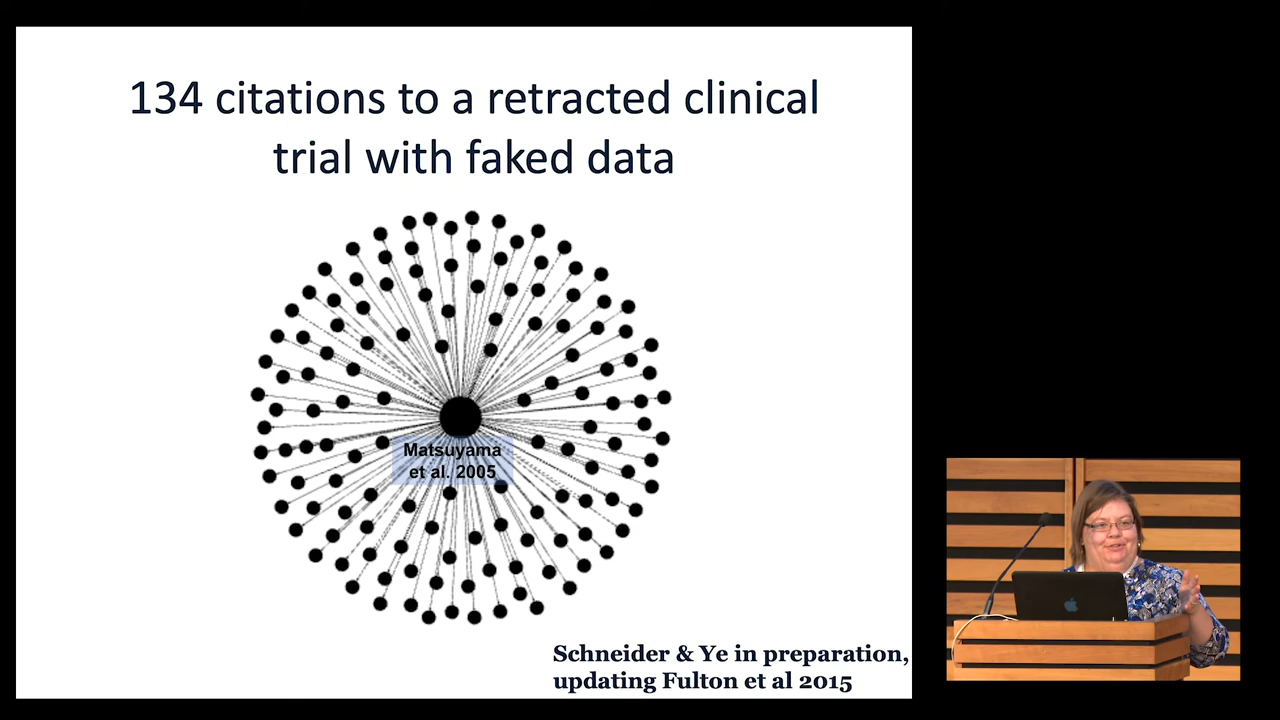 134 citations to a retracted clinical
trial with faked data
Matsuyama
et al. 2005
Schneider & Ye in preparation,
updating Fulton et al 2015